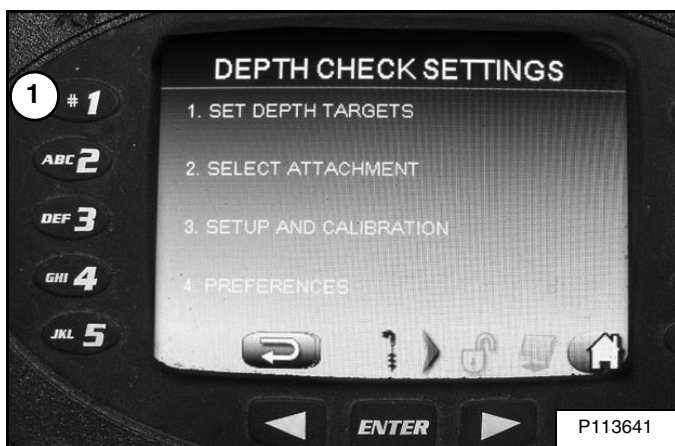 DEPTH CHECK SETTINGS
1
# 1
1. SET DEPTH TARGETS
ABC 2
2. SELECT ATTACHMENT
DEF 3
3. SETUP AND CALIBRATION
GHI 4
4. PREFERENCES
JKL 5
ENTER
P113641